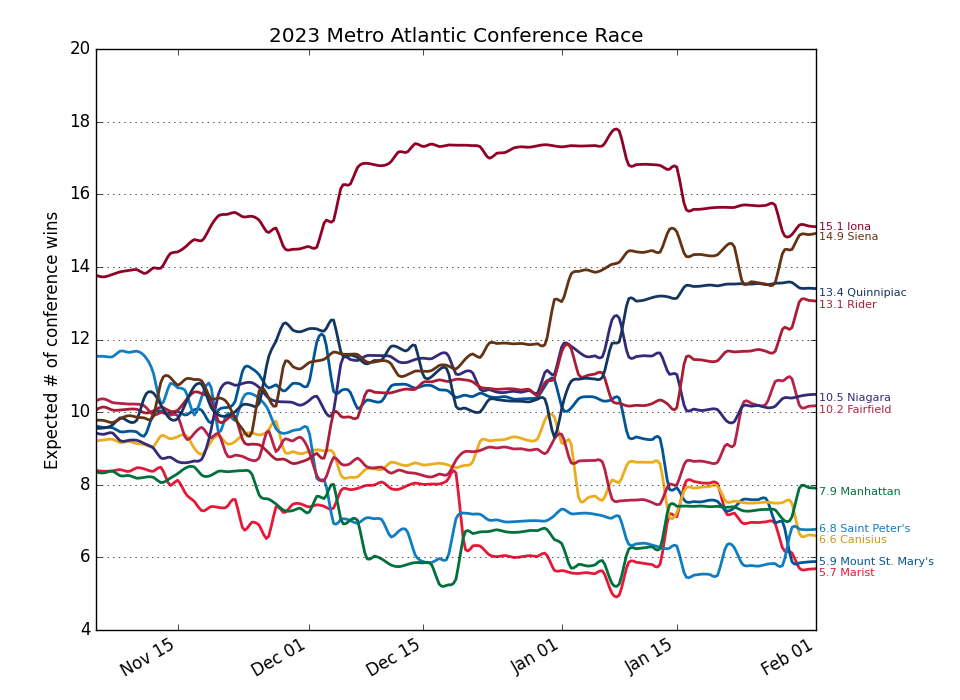 2023 Metro Atlantic Conference Race
Expected # of conference wins
20
18
16
14
12
10
8
6
4
15.1 Iona
14.9 Siena
13.4 Quinnipiac
13.1 Rider
10.5 Niagara
10.2 Fairfield
7.9 Manhattan
6.8 Saint Peter's
6.6 Canisius
5.9 Mount St. Mary's
5.7 Marist
Nov 15
Dec 01
Dec 15
Jan 01
Jan 15
Feb 01